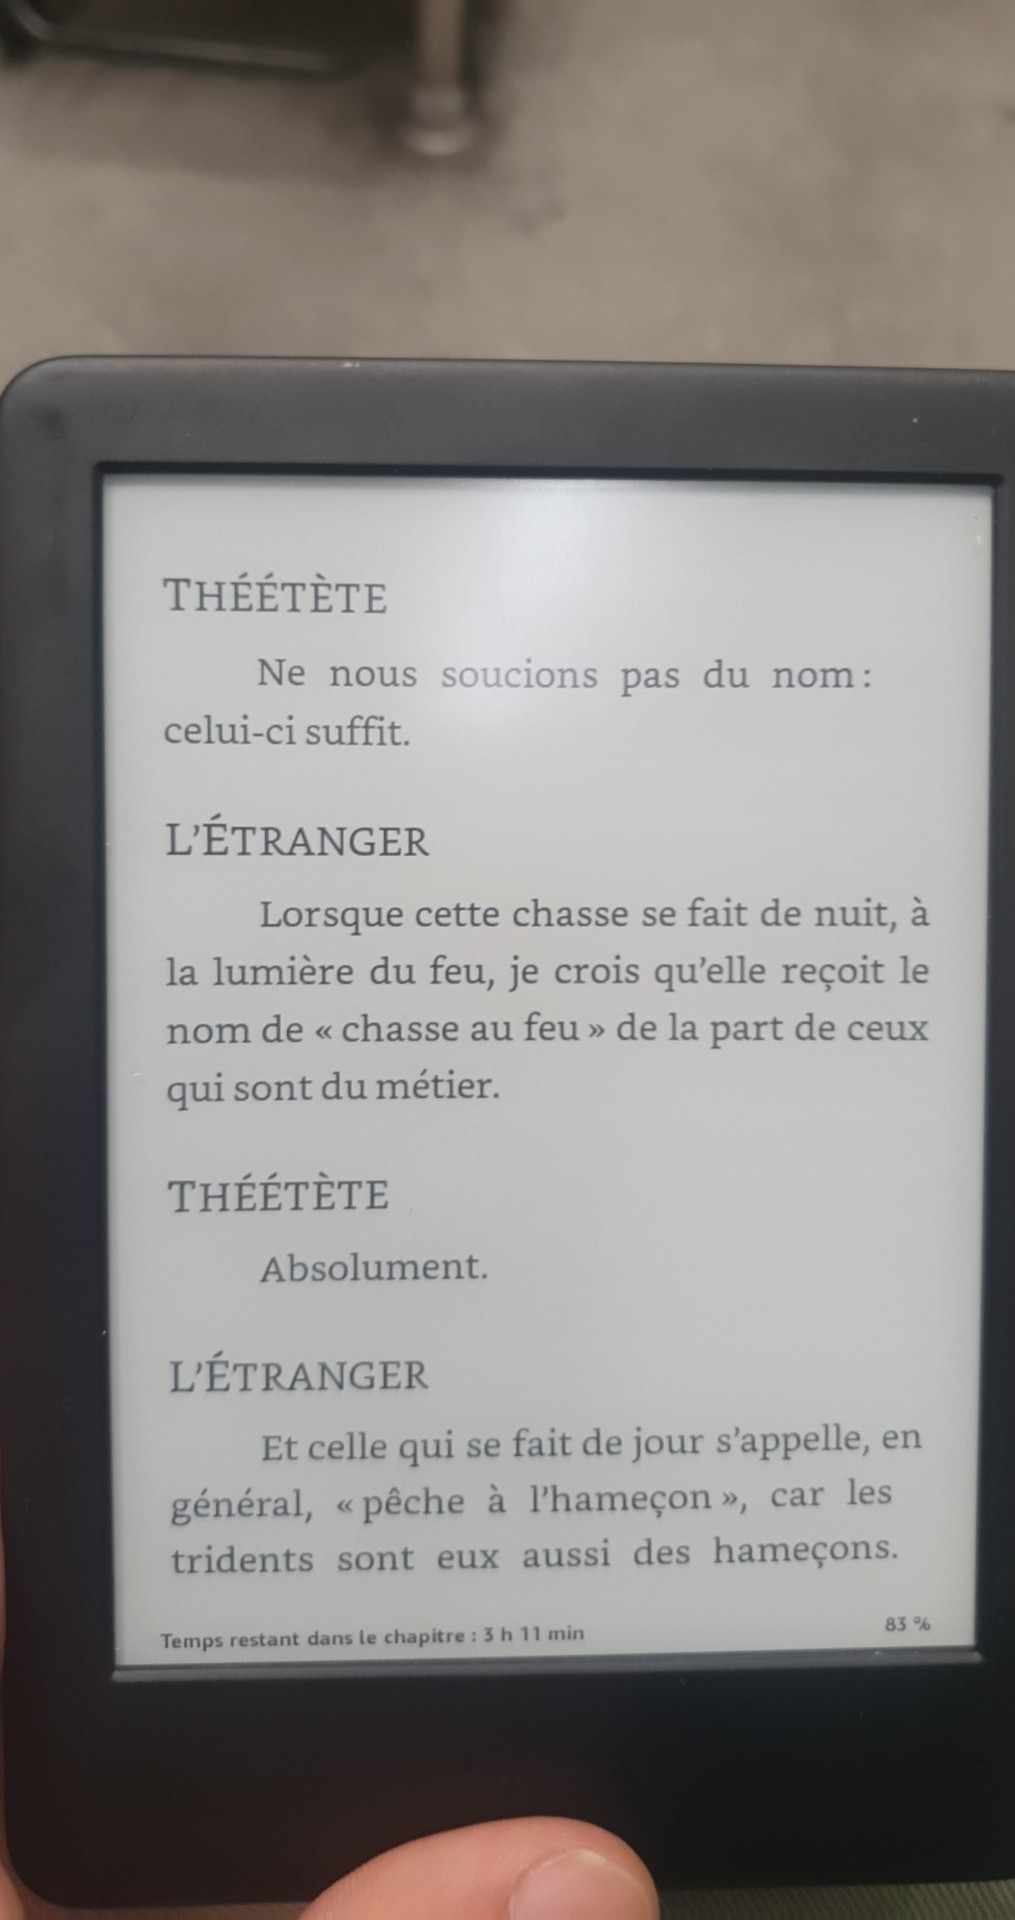 THÉÉTÈTE
Ne nous soucions pas du nom :
celui-ci suffit.
L’ÉTRANGER
Lorsque cette chasse se fait de nuit, à
la lumière du feu, je crois qu’elle reçoit le
nom de « chasse au feu » de la part de ceux
qui sont du métier.
THÉÉTÈTE
Absolument.
L’ÉTRANGER
Et celle qui se fait de jour s’appelle, en
général, « pêche à l’hameçon », car les
tridents sont eux aussi des hameçons.
Temps restant dans le chapitre : 3 h 11 min 83 %